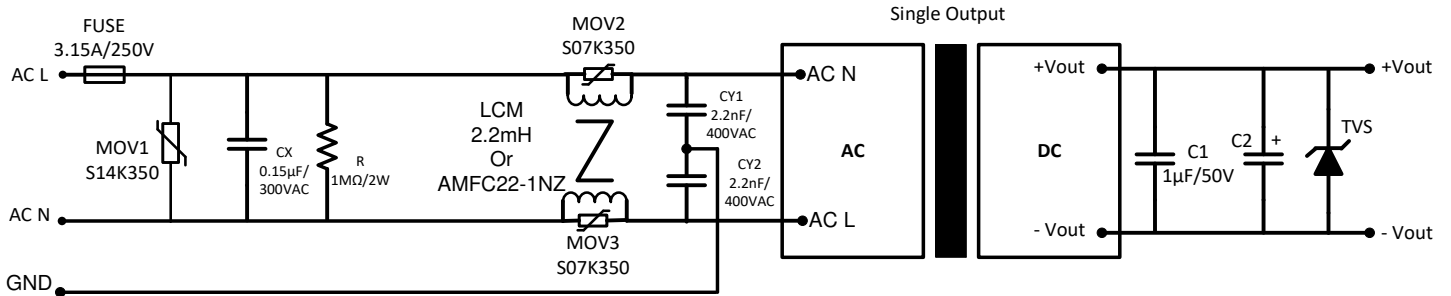 Single Output
FUSE
3.15A/250V
MOV2
S07K350
AC L
AC N
+Vout
+Vout
MOV1
S14K350
CX
0.15µF/
300VAC
R
1MΩ/2W
LCM
2.2mH
Or
AMFC22-1NZ
CY1
2.2nF/
400VAC
CY2
2.2nF/
400VAC
AC
DC
C1
1µF/50V
C2
+
TVS
AC N
MOV3
S07K350
AC L
- Vout
- Vout
GND